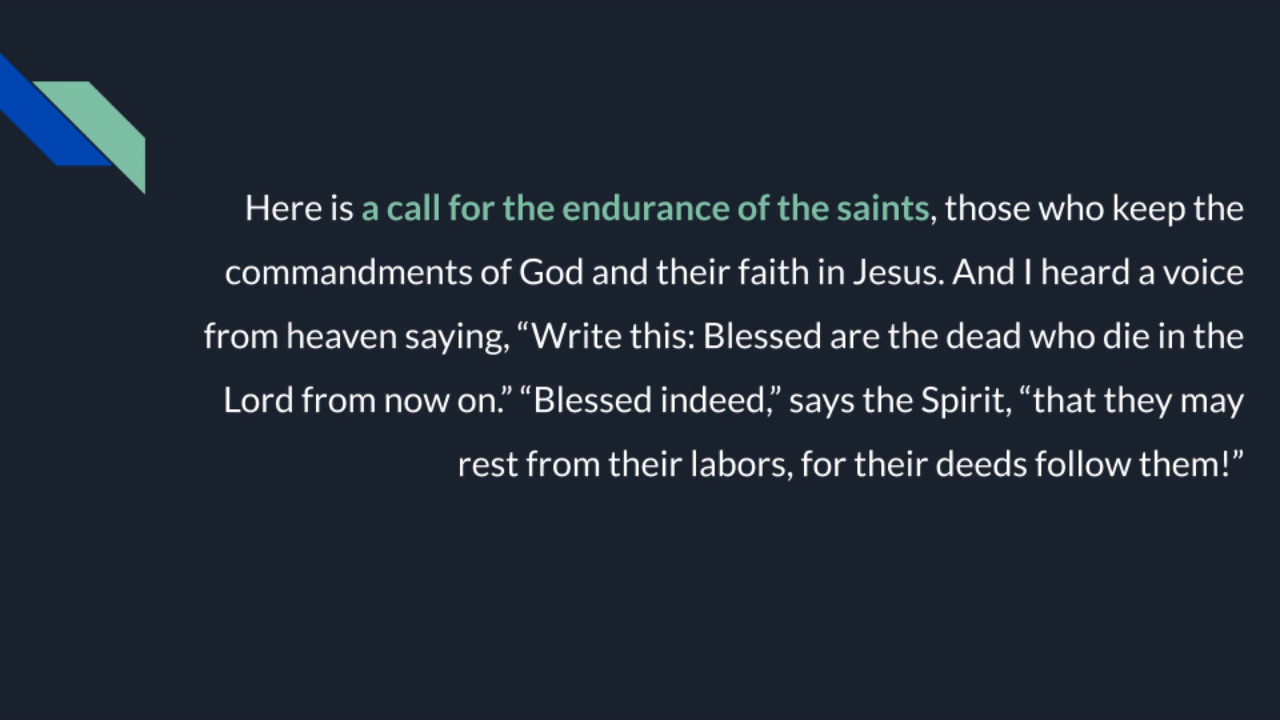 Here is a call for the endurance of the saints, those who keep the
commandments of God and their faith in Jesus. And I heard a voice
from heaven saying, “Write this: Blessed are the dead who die in the
Lord from now on.” “Blessed indeed,” says the Spirit, “that they may
rest from their labors, for their deeds follow them!”